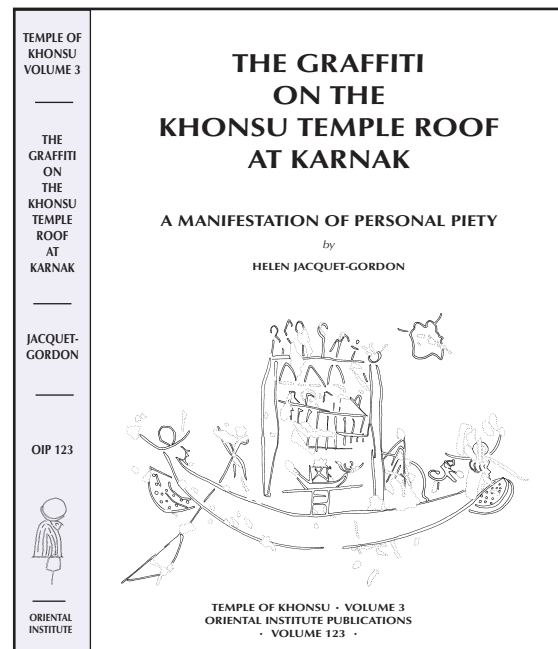 TEMPLE OF
KHONSU
VOLUME 3
THE
GRAFFITI
ON
THE
KHONSU
TEMPLE
ROOF
AT
KARNAK
JACQUET-
GORDON
OIP 123
ORIENTAL
INSTITUTE
THE GRAFFITI
ON THE
KHONSU TEMPLE ROOF
AT KARNAK
A MANIFESTATION OF PERSONAL PIETY
by
HELEN JACQUET-GORDON
TEMPLE OF KHONSU · VOLUME 3
ORIENTAL INSTITUTE PUBLICATIONS
· VOLUME 123 ·